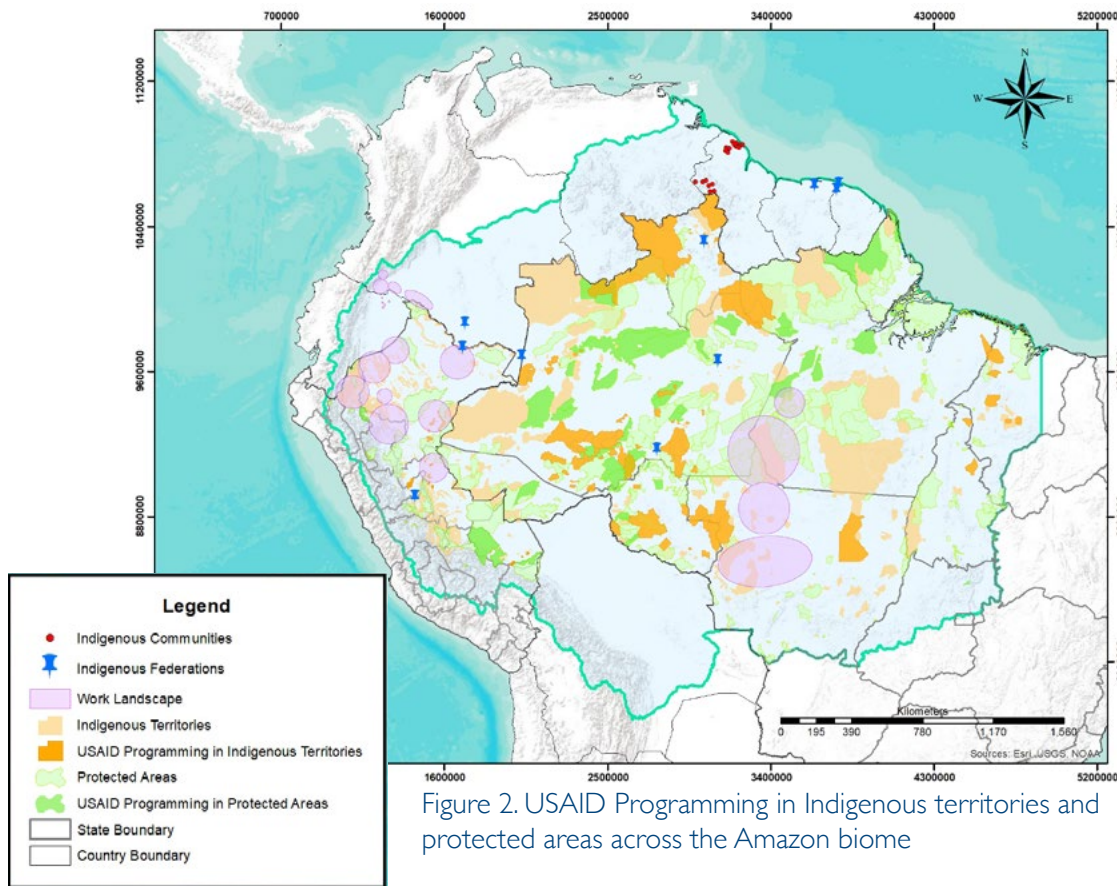 700000
1600000
2500000
3400000
4300000
5200000
11200000
10400000
9600000
8800000
N
W
E
S
Legend
Indigenous Communities
Indigenous Federations
Work Landscape
Indigenous Territories
USAID Programming in Indigenous Territories
Protected Areas
USAID Programming in Protected Areas
State Boundary
Country Boundary
Kilometers
0 195 390 780 1,170 1,560
Sources: Esri, USGS, NOAA
1600000
2500000
3400000
4300000
5200000
Figure 2. USAID Programming in Indigenous territories and
protected areas across the Amazon biome